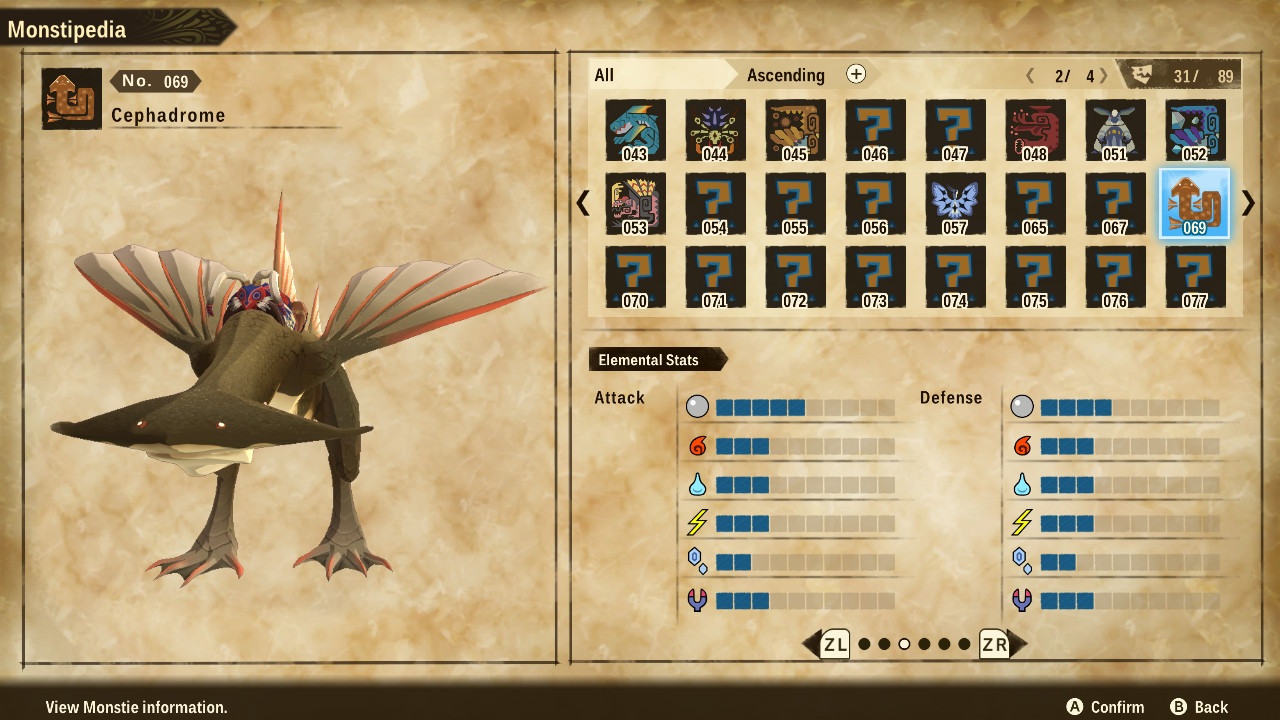 Monstipedia
No. 069
Cephadrome
All
Ascending
2/ 4
31/ 89
043 044 045 046 047 048 051 052
053 054 055 056 057 065 067 069
070 071 072 073 074 075 076 077
Elemental Stats
Attack
Defense
ZL
ZR
View Monstie information.
A Confirm
B Back